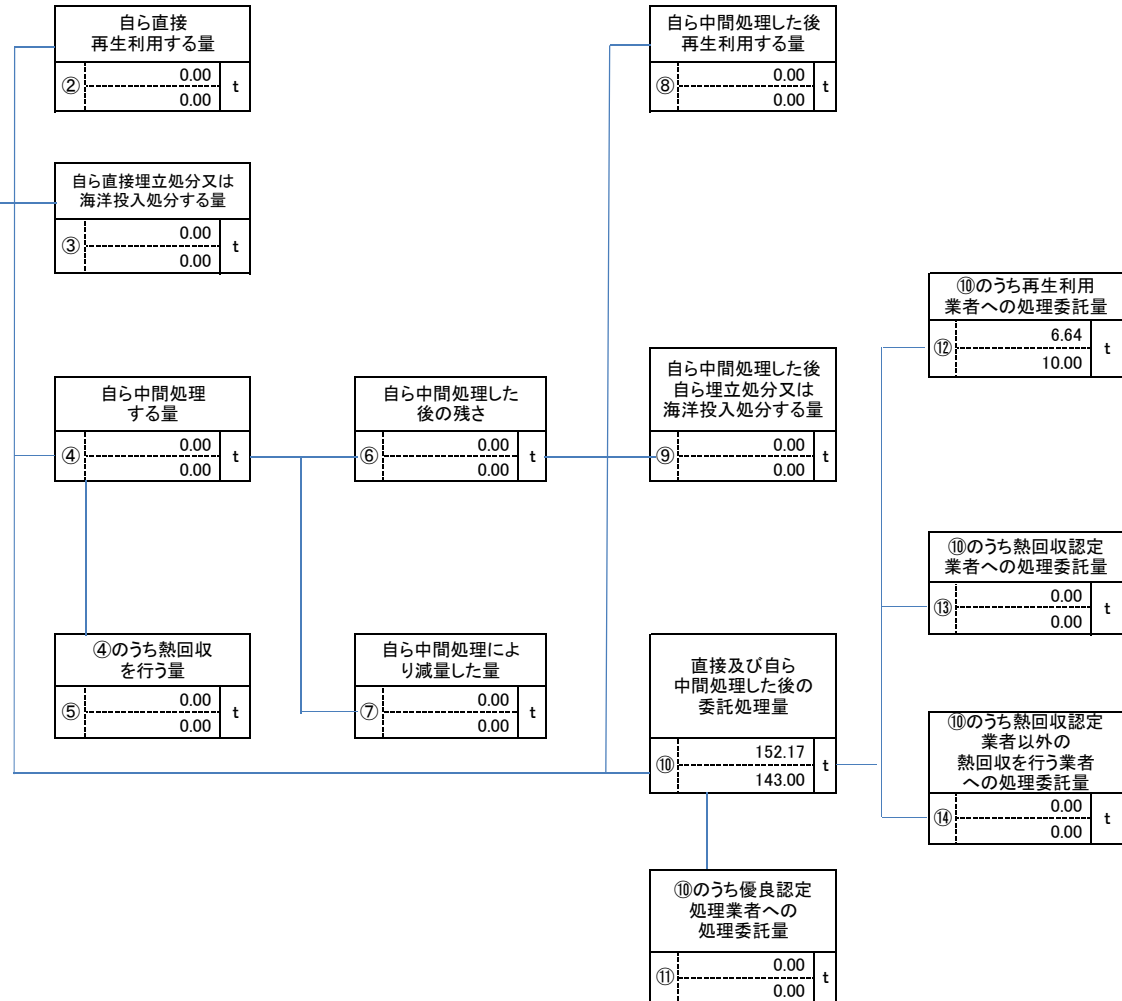 自ら直接
再生利用する量
② 0.00 t
0.00
自ら中間処理した後
再生利用する量
⑧ 0.00 t
0.00
自ら直接埋立処分又は
海洋投入処分する量
③ 0.00 t
0.00
⑩のうち再生利用
業者への処理委託量
⑫ 6.64 t
10.00
自ら中間処理
する量
④ 0.00 t
0.00
自ら中間処理した
後の残さ
⑥ 0.00 t
0.00
自ら中間処理した後
自ら埋立処分又は
海洋投入処分する量
⑨ 0.00 t
0.00
⑩のうち熱回収認定
業者への処理委託量
⑬ 0.00 t
0.00
④のうち熱回収
を行う量
⑤ 0.00 t
0.00
自ら中間処理によ
り減量した量
⑦ 0.00 t
0.00
直接及び自ら
中間処理した後の
委託処理量
⑩ 152.17 t
143.00
⑩のうち熱回収認定
業者以外の
熱回収を行う業者
への処理委託量
⑭ 0.00 t
0.00
⑩のうち優良認定
処理業者への
処理委託量
⑪ 0.00 t
0.00